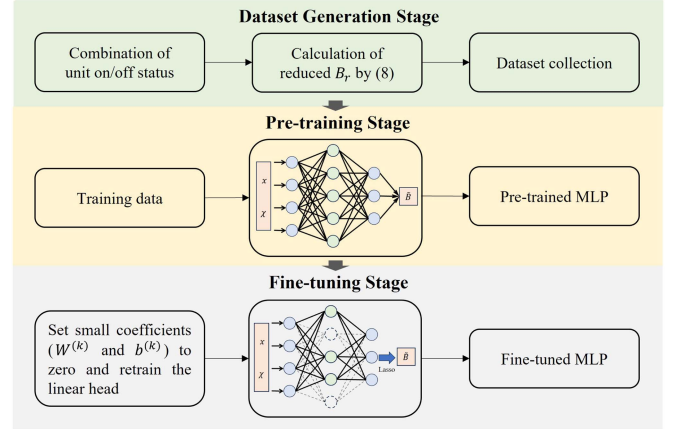 Dataset Generation Stage
Combination of
unit on/off status
Calculation of
reduced B_r by (8)
Dataset collection
Pre-training Stage
Training data
x
χ
B̂
Pre-trained MLP
Fine-tuning Stage
Set small coefficients
(W^(k) and b^(k)) to
zero and retrain the
linear head
x
χ
Lasso
B̂
Fine-tuned MLP